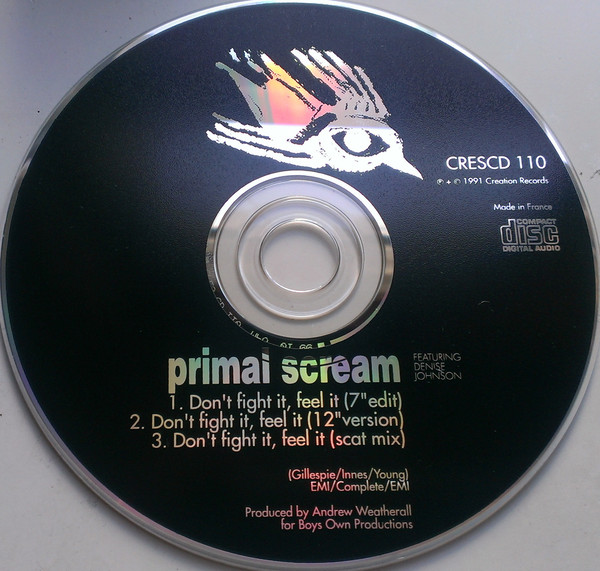 CRESCD 110
℗ + © 1991 Creation Records
Made in France
COMPACT
disc
DIGITAL AUDIO
primal scream
FEATURING
DENISE
JOHNSON
1. Don't fight it, feel it (7"edit)
2. Don't fight it, feel it (12"version)
3. Don't fight it, feel it (scat mix)
(Gillespie/Innes/Young)
EMI/Complete/EMI
Produced by Andrew Weatherall
for Boys Own Productions